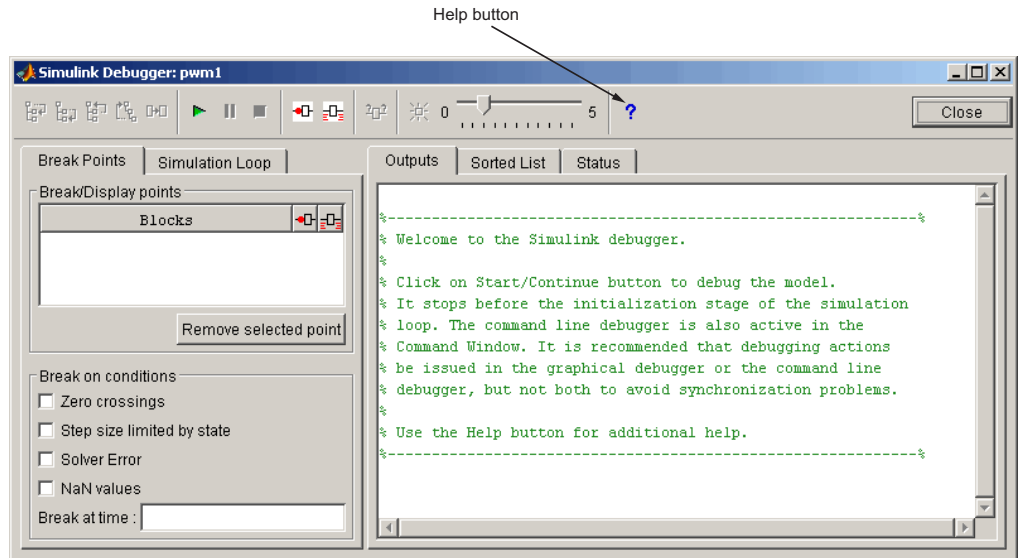 Help button
Simulink Debugger: pwm1
0 5 ? Close
Break Points Simulation Loop
Break/Display points
Blocks
Remove selected point
Break on conditions
Zero crossings
Step size limited by state
Solver Error
NaN values
Break at time :
Outputs Sorted List Status
%-------------------------------------------------------------%
% Welcome to the Simulink debugger.
%
% Click on Start/Continue button to debug the model.
% It stops before the initialization stage of the simulation
% loop. The command line debugger is also active in the
% Command Window. It is recommended that debugging actions
% be issued in the graphical debugger or the command line
% debugger, but not both to avoid synchronization problems.
%
% Use the Help button for additional help.
%-------------------------------------------------------------%